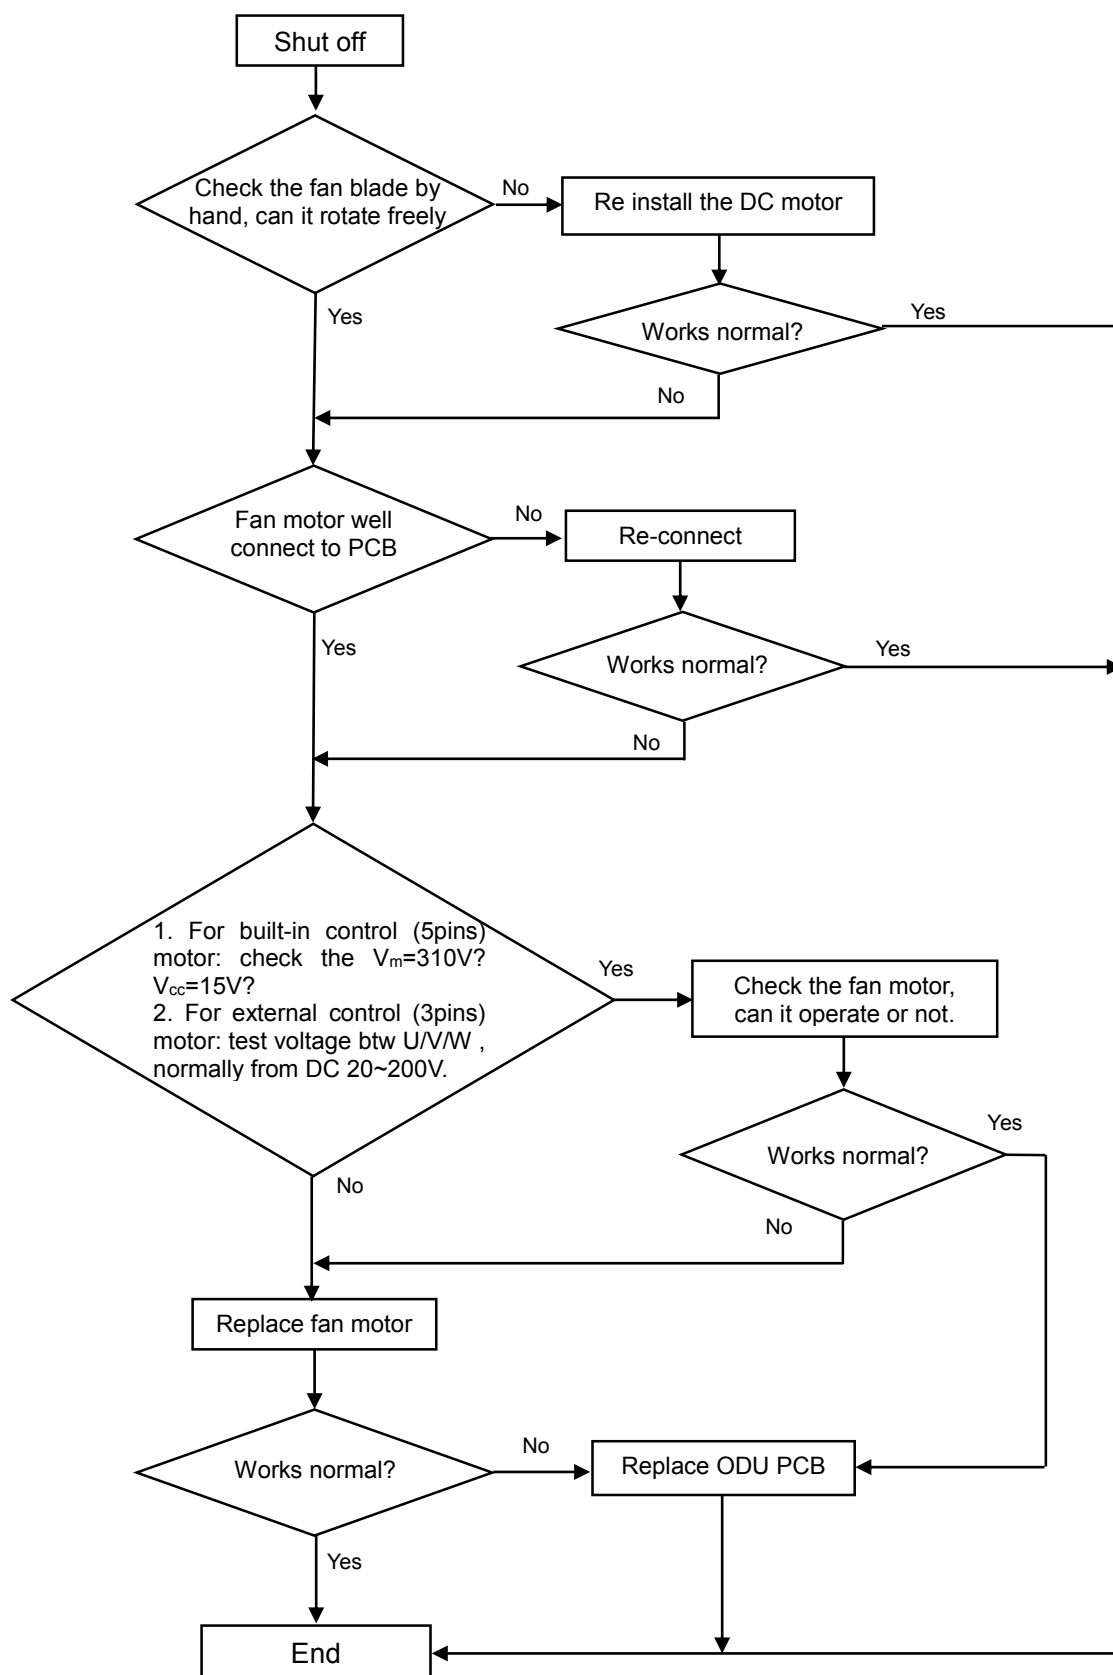 Shut off
Check the fan blade by
hand, can it rotate freely
No
Re install the DC motor
Yes
Works normal?
Yes
No
Fan motor well
connect to PCB
No
Re-connect
Yes
Works normal?
Yes
No
1. For built-in control (5pins)
motor: check the Vm=310V?
Vcc=15V?
2. For external control (3pins)
motor: test voltage btw U/V/W ,
normally from DC 20~200V.
Yes
Check the fan motor,
can it operate or not.
Works normal?
Yes
No
No
Replace fan motor
Works normal?
No
Replace ODU PCB
Yes
End